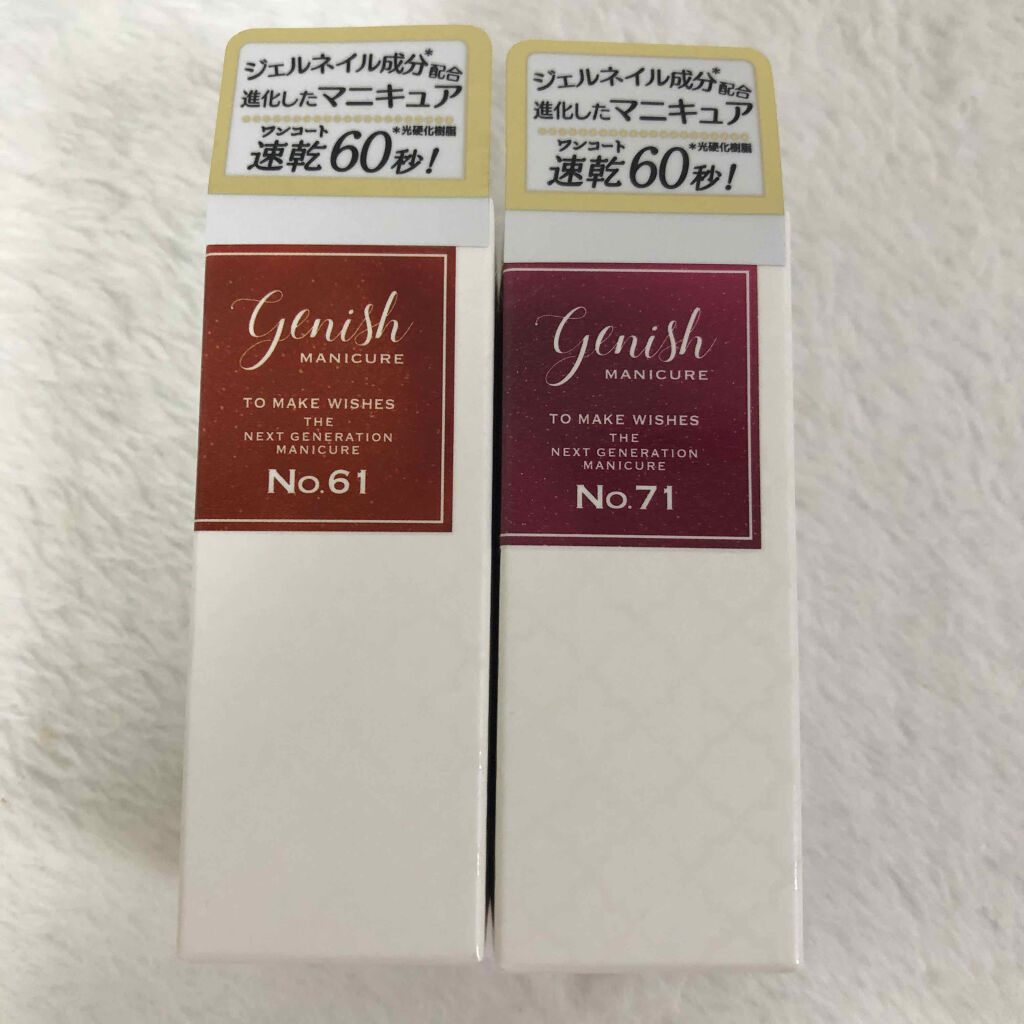 ジェルネイル成分*配合
進化したマニキュア
ワンコート *光硬化樹脂
速乾60秒!
Genish
MANICURE
TO MAKE WISHES
THE
NEXT GENERATION
MANICURE
No.61
ジェルネイル成分*配合
進化したマニキュア
ワンコート *光硬化樹脂
速乾60秒!
Genish
MANICURE
TO MAKE WISHES
THE
NEXT GENERATION
MANICURE
No.71